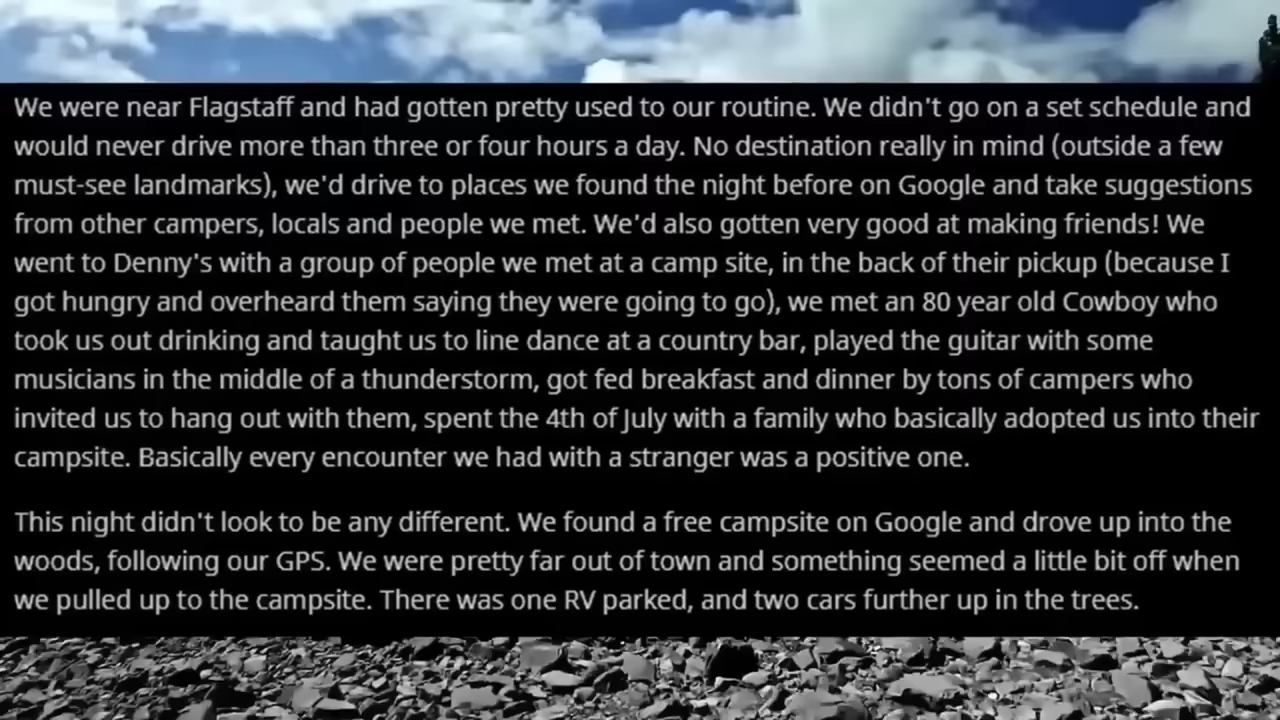 We were near Flagstaff and had gotten pretty used to our routine. We didn't go on a set schedule and
would never drive more than three or four hours a day. No destination really in mind (outside a few
must-see landmarks), we'd drive to places we found the night before on Google and take suggestions
from other campers, locals and people we met. We'd also gotten very good at making friends! We
went to Denny's with a group of people we met at a camp site, in the back of their pickup (because I
got hungry and overheard them saying they were going to go), we met an 80 year old Cowboy who
took us out drinking and taught us to line dance at a country bar, played the guitar with some
musicians in the middle of a thunderstorm, got fed breakfast and dinner by tons of campers who
invited us to hang out with them, spent the 4th of July with a family who basically adopted us into their
campsite. Basically every encounter we had with a stranger was a positive one.
This night didn't look to be any different. We found a free campsite on Google and drove up into the
woods, following our GPS. We were pretty far out of town and something seemed a little bit off when
we pulled up to the campsite. There was one RV parked, and two cars further up in the trees.